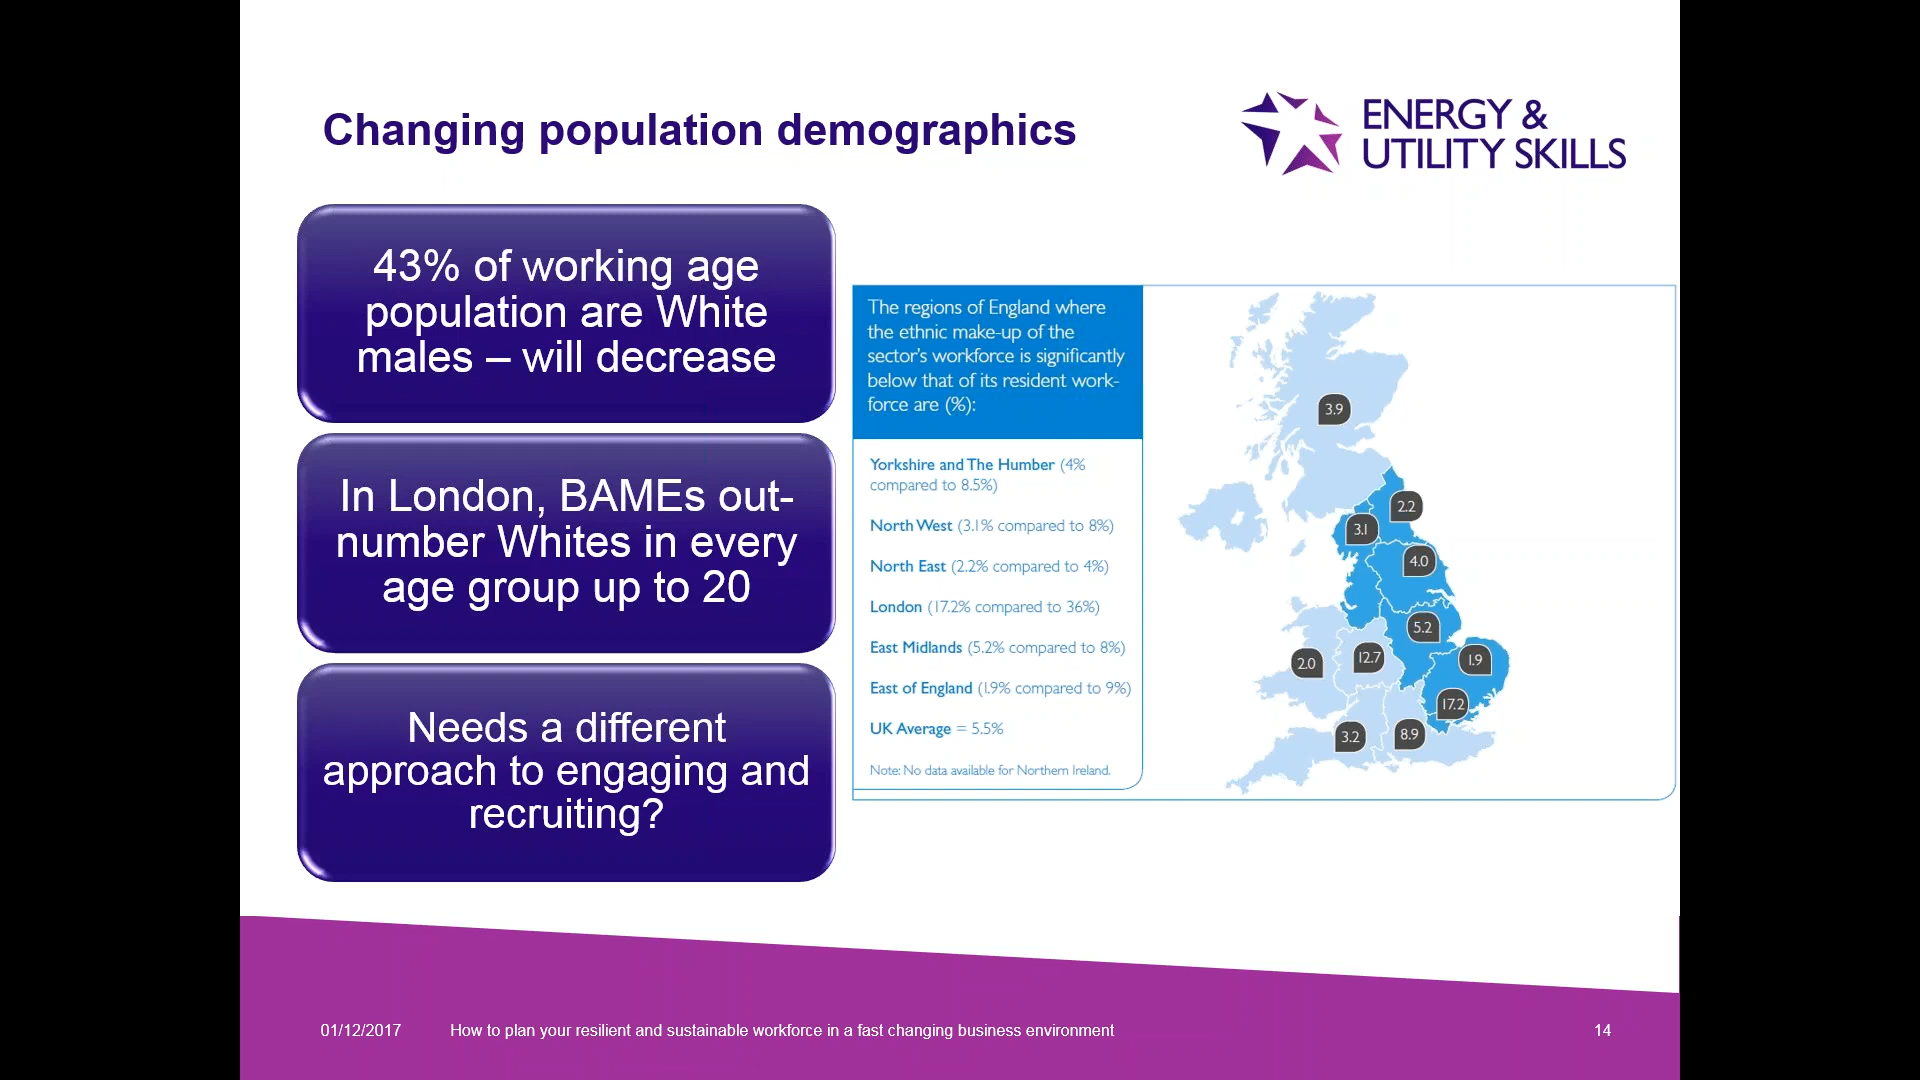 Changing population demographics
ENERGY &
UTILITY SKILLS
43% of working age
population are White
males – will decrease
In London, BAMEs out-
number Whites in every
age group up to 20
Needs a different
approach to engaging and
recruiting?
The regions of England where
the ethnic make-up of the
sector's workforce is significantly
below that of its resident work-
force are (%):
Yorkshire and The Humber (4%
compared to 8.5%)
North West (3.1% compared to 8%)
North East (2.2% compared to 4%)
London (17.2% compared to 36%)
East Midlands (5.2% compared to 8%)
East of England (1.9% compared to 9%)
UK Average = 5.5%
Note: No data available for Northern Ireland.
3.9
2.2
3.1
4.0
5.2
12.7
1.9
2.0
17.2
3.2
8.9
01/12/2017
How to plan your resilient and sustainable workforce in a fast changing business environment
14